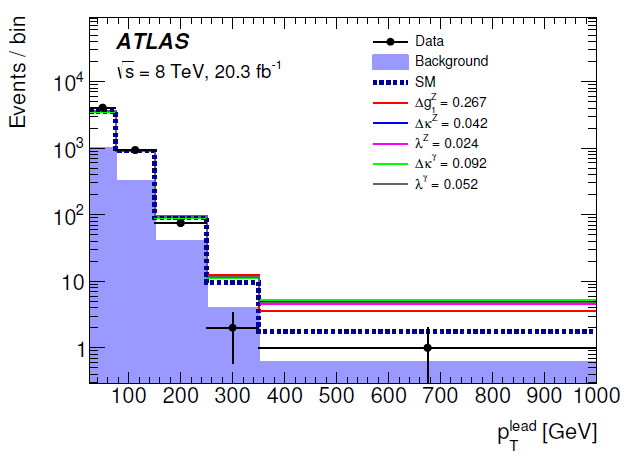 Events / bin
ATLAS
√s = 8 TeV, 20.3 fb⁻¹
Data
Background
SM
Δg₁ᶻ = 0.267
Δκᶻ = 0.042
λᶻ = 0.024
Δκᵞ = 0.092
λᵞ = 0.052
10⁴
10³
10²
10
1
100 200 300 400 500 600 700 800 900 1000
p_T^lead [GeV]